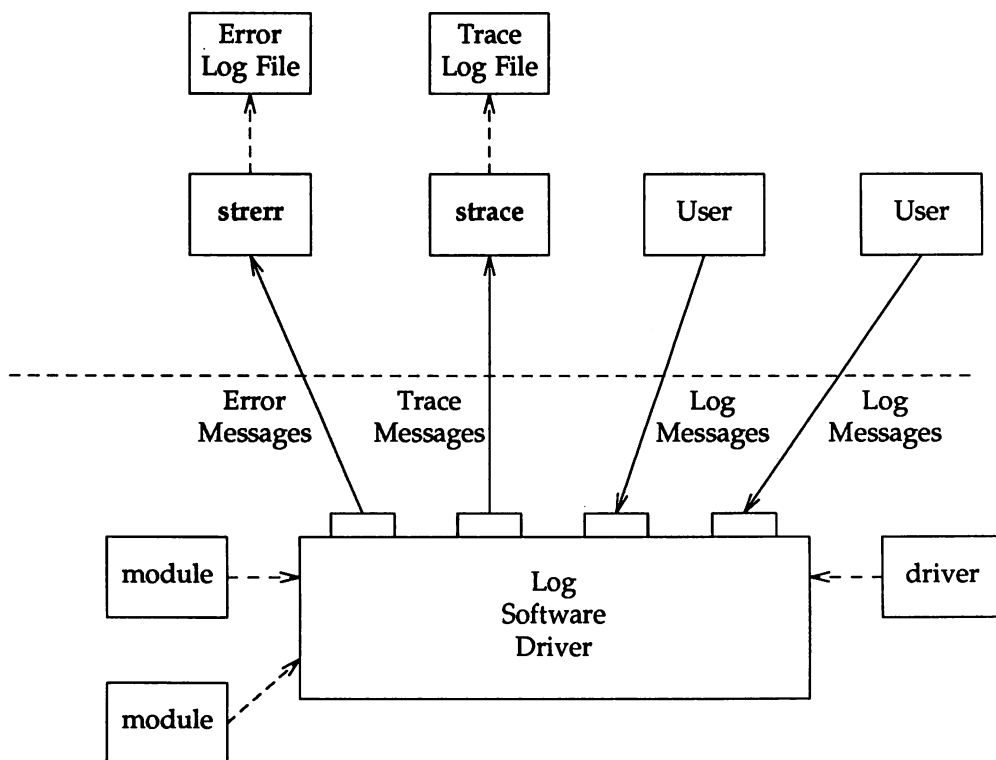 Error
Log File
Trace
Log File
strerr
strace
User
User
Error
Messages
Trace
Messages
Log
Messages
Log
Messages
module
Log
Software
Driver
driver
module